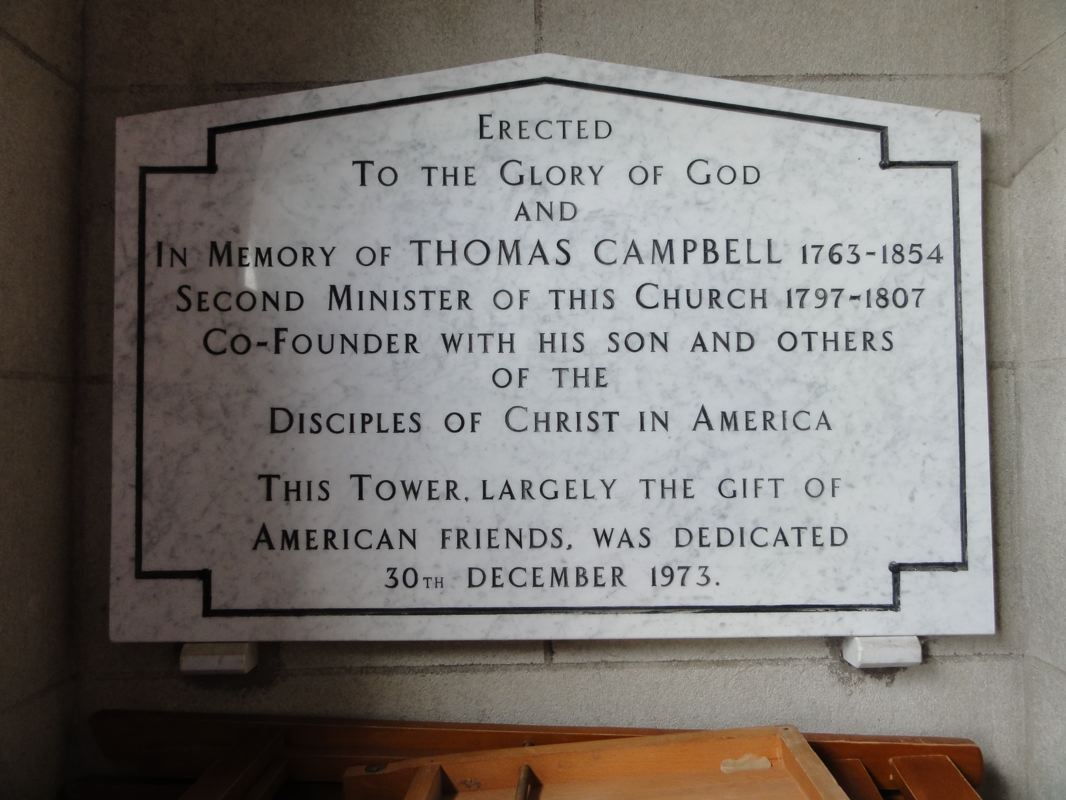 Erected
To the Glory of God
and
In Memory of THOMAS CAMPBELL 1763-1854
Second Minister of this Church 1797-1807
Co-Founder with his son and others
of the
Disciples of Christ in America
This Tower, largely the gift of
American friends, was dedicated
30th December 1973.